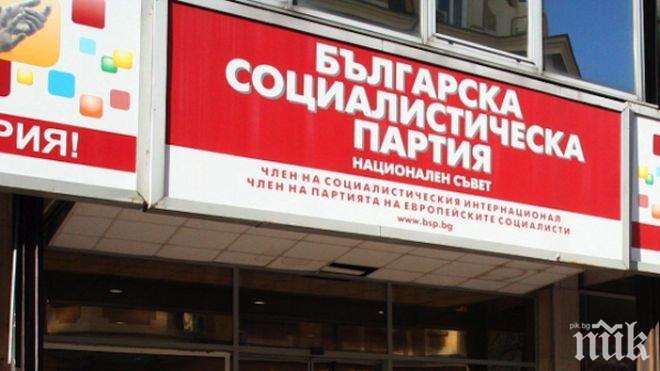 БЪЛГАРСКА
СОЦИАЛИСТИЧЕСКА
ПАРТИЯ
НАЦИОНАЛЕН СЪВЕТ
ЧЛЕН НА СОЦИАЛИСТИЧЕСКИЯ ИНТЕРНАЦИОНАЛ
ЧЛЕН НА ПАРТИЯТА НА ЕВРОПЕЙСКИТЕ СОЦИАЛИСТИ
www.bsp.bg
РИЯ!
pik.bg
пик